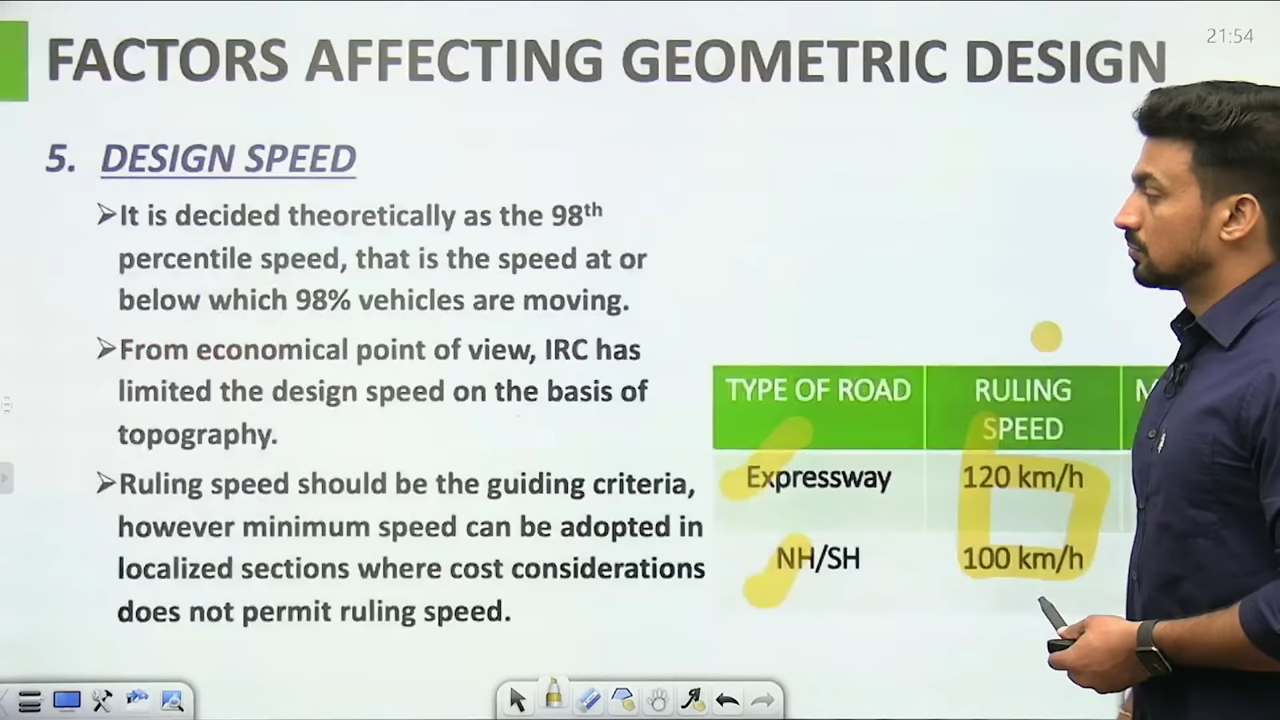 21:54
FACTORS AFFECTING GEOMETRIC DESIGN
5. DESIGN SPEED
➢It is decided theoretically as the 98th
percentile speed, that is the speed at or
below which 98% vehicles are moving.
➢From economical point of view, IRC has
limited the design speed on the basis of
topography.
➢Ruling speed should be the guiding criteria,
however minimum speed can be adopted in
localized sections where cost considerations
does not permit ruling speed.
TYPE OF ROAD RULING M
SPEED
Expressway 120 km/h
NH/SH 100 km/h